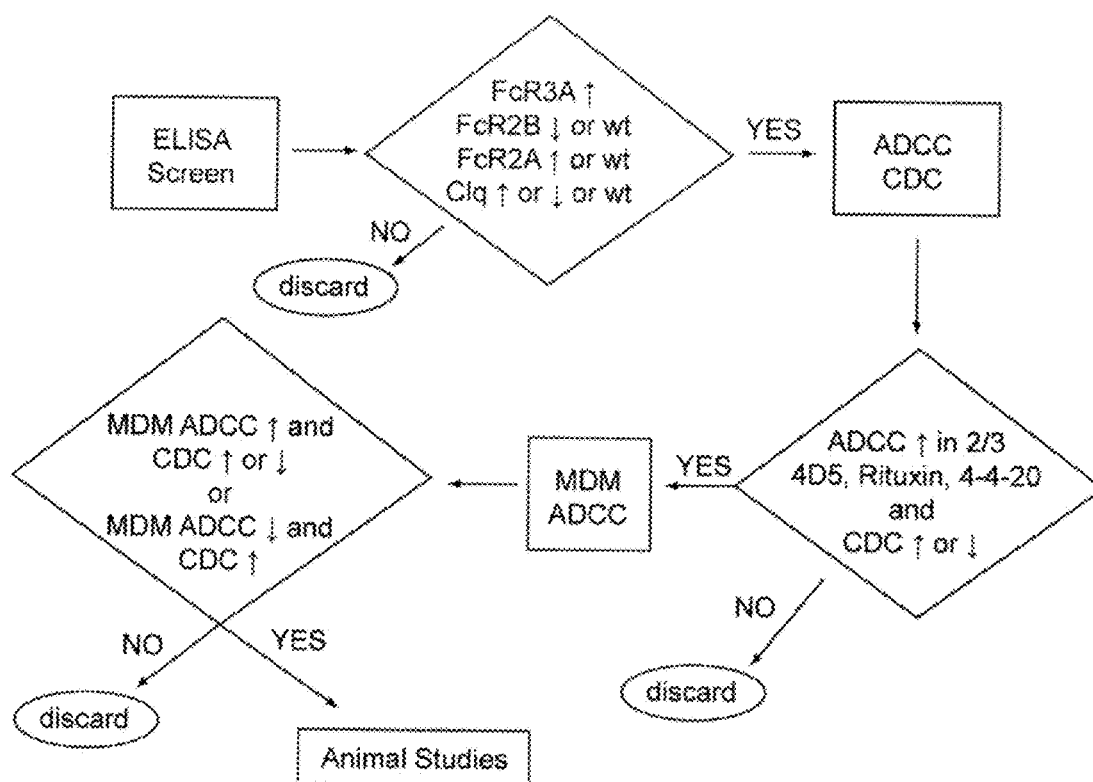 ELISA
Screen
FcR3A ↑
FcR2B ↓ or wt
FcR2A ↑ or wt
Clq ↑ or ↓ or wt
YES
ADCC
CDC
NO
discard
ADCC ↑ in 2/3
4D5, Rituxin, 4-4-20
and
CDC ↑ or ↓
YES
MDM
ADCC
NO
discard
MDM ADCC ↑ and
CDC ↑ or ↓
or
MDM ADCC ↓ and
CDC ↑
NO
YES
discard
Animal Studies